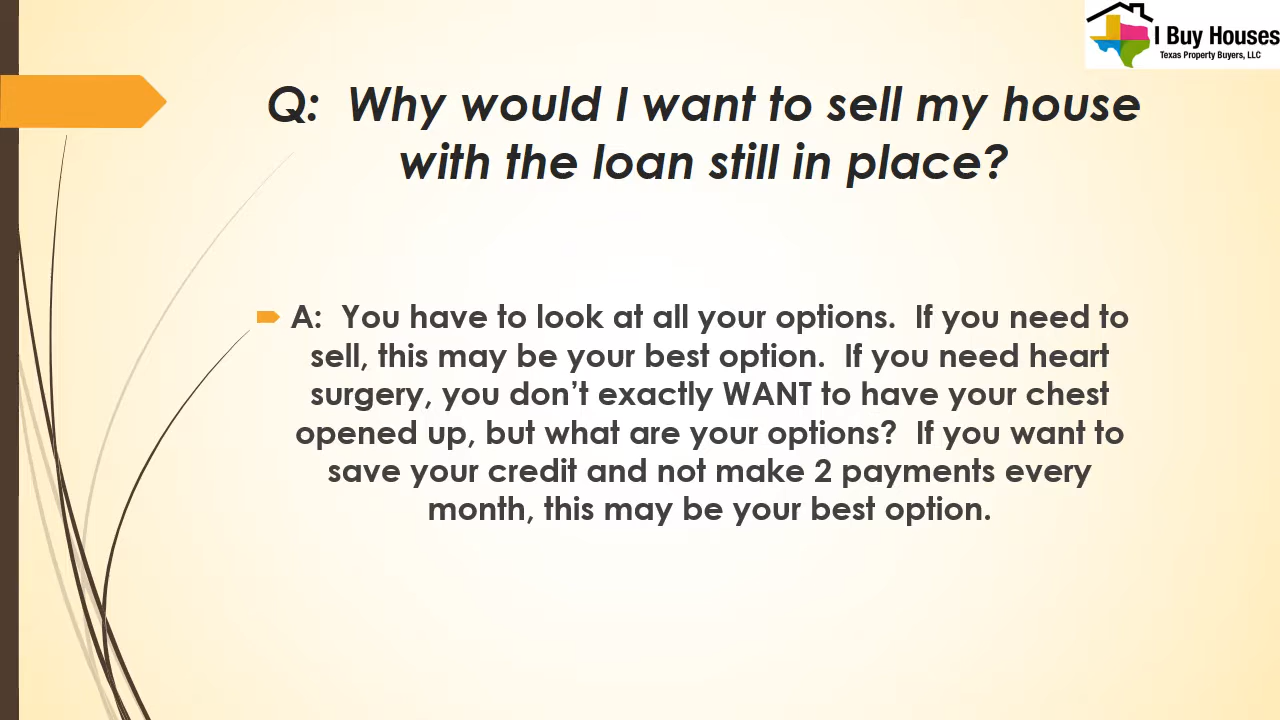 I Buy Houses
Texas Property Buyers, LLC
Q:  Why would I want to sell my house
with the loan still in place?
A:  You have to look at all your options.  If you need to
sell, this may be your best option.  If you need heart
surgery, you don’t exactly WANT to have your chest
opened up, but what are your options?  If you want to
save your credit and not make 2 payments every
month, this may be your best option.